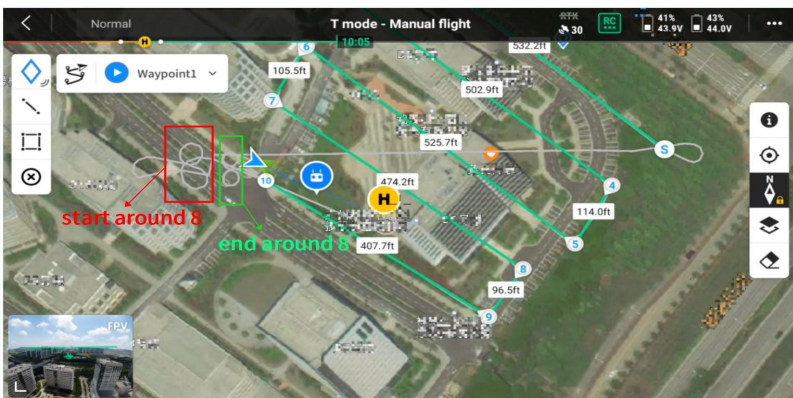 Normal
T mode - Manual flight
RTK
30
RC
41%
43.9V
43%
44.0V
H
10:05
Waypoint1
6
532.2ft
105.5ft
502.9ft
7
525.7ft
S
10
474.2ft
4
H
start around 8
114.0ft
end around 8
407.7ft
5
8
96.5ft
9
FPV
L
N